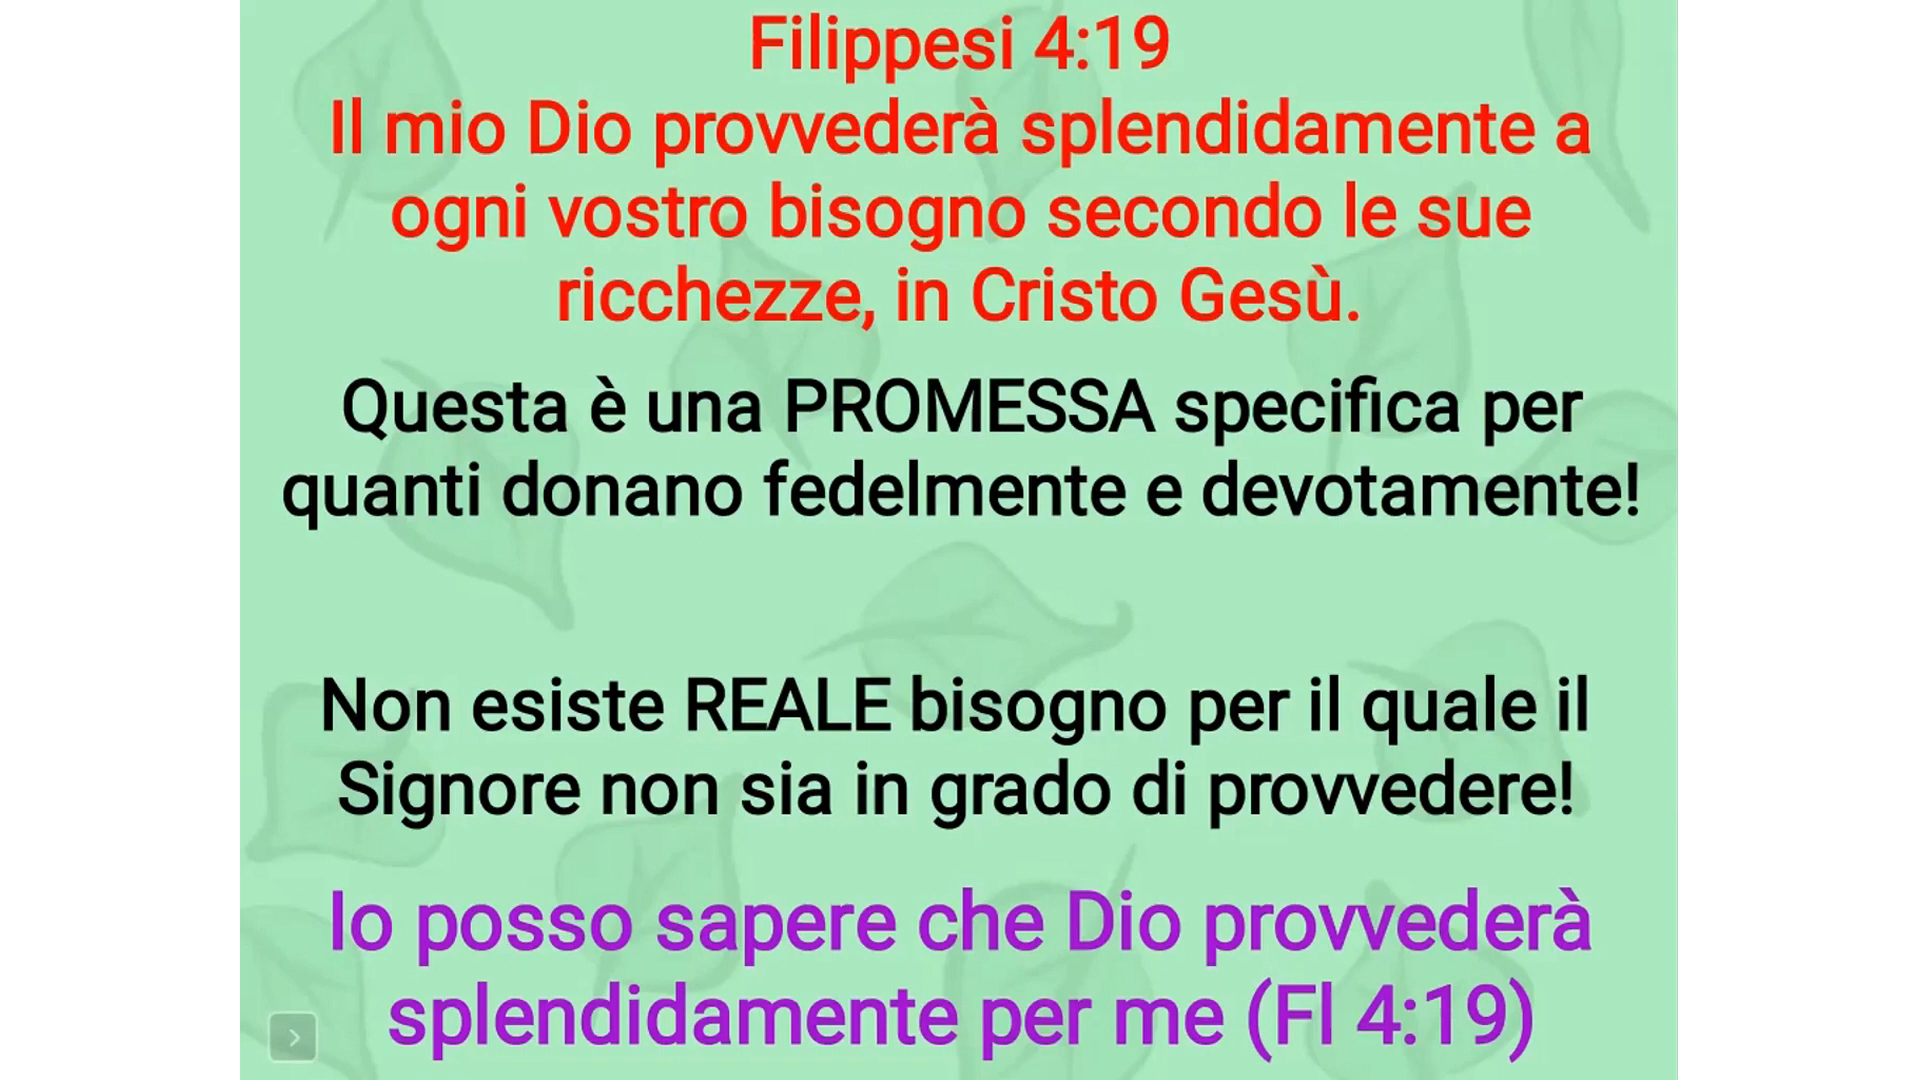 Filippesi 4:19
Il mio Dio provvederà splendidamente a
ogni vostro bisogno secondo le sue
ricchezze, in Cristo Gesù.
Questa è una PROMESSA specifica per
quanti donano fedelmente e devotamente!
Non esiste REALE bisogno per il quale il
Signore non sia in grado di provvedere!
Io posso sapere che Dio provvederà
splendidamente per me (Fl 4:19)